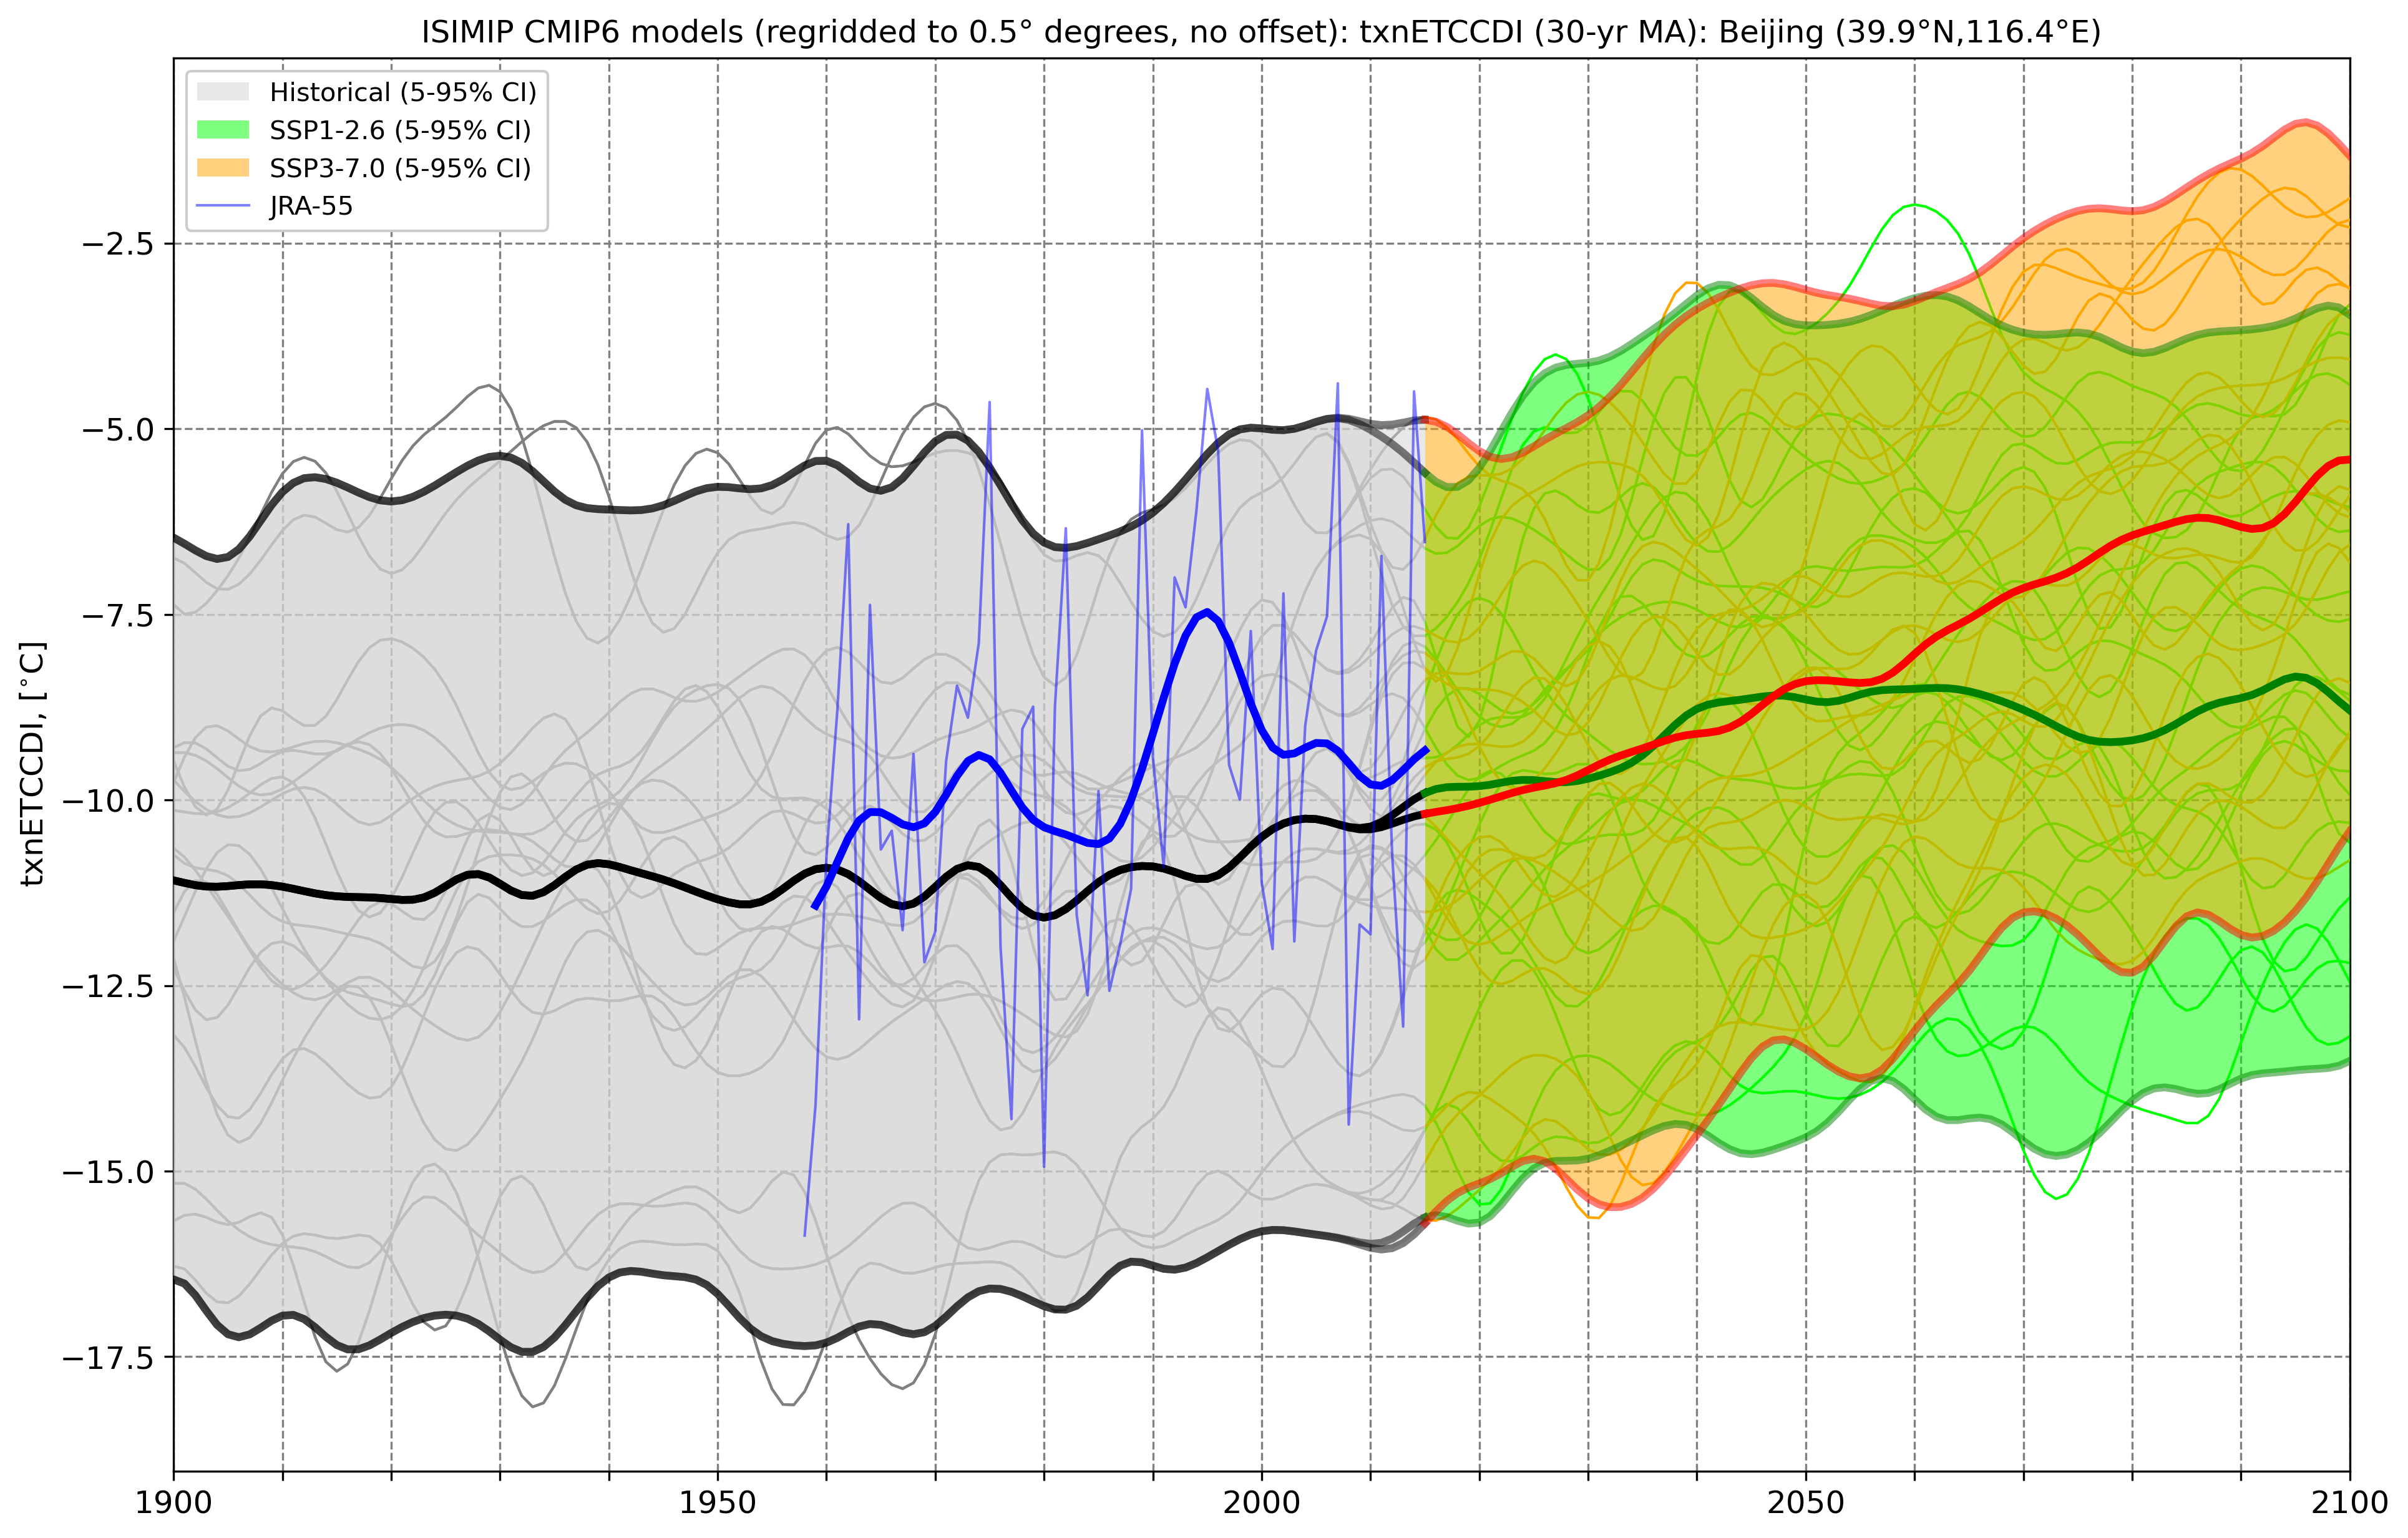 ISIMIP CMIP6 models (regridded to 0.5° degrees, no offset): txnETCCDI (30-yr MA): Beijing (39.9°N,116.4°E)
Historical (5-95% CI)
SSP1-2.6 (5-95% CI)
SSP3-7.0 (5-95% CI)
JRA-55
txnETCCDI, [°C]
−2.5
−5.0
−7.5
−10.0
−12.5
−15.0
−17.5
1900 1950 2000 2050 2100